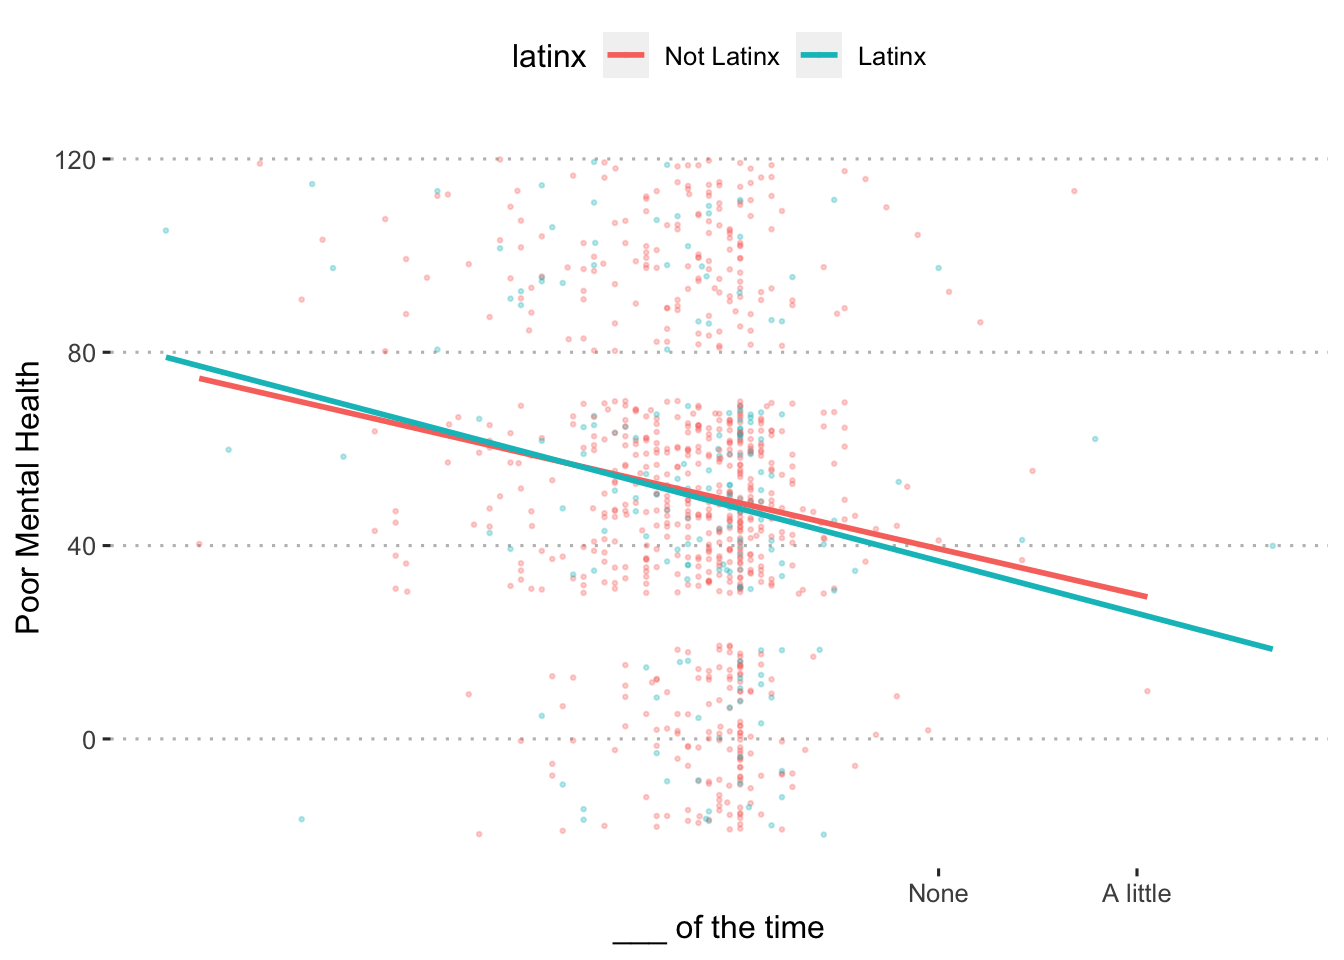 latinx Not Latinx Latinx
120
80
40
0
Poor Mental Health
None A little
___ of the time